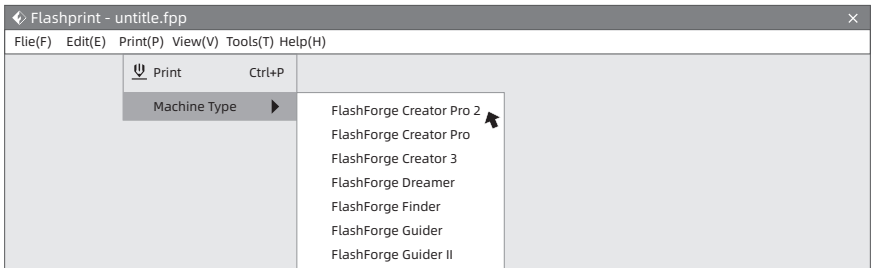 Flashprint - untitle.fpp
Flie(F) Edit(E) Print(P) View(V) Tools(T) Help(H)
Print Ctrl+P
Machine Type
FlashForge Creator Pro 2
FlashForge Creator Pro
FlashForge Creator 3
FlashForge Dreamer
FlashForge Finder
FlashForge Guider
FlashForge Guider II